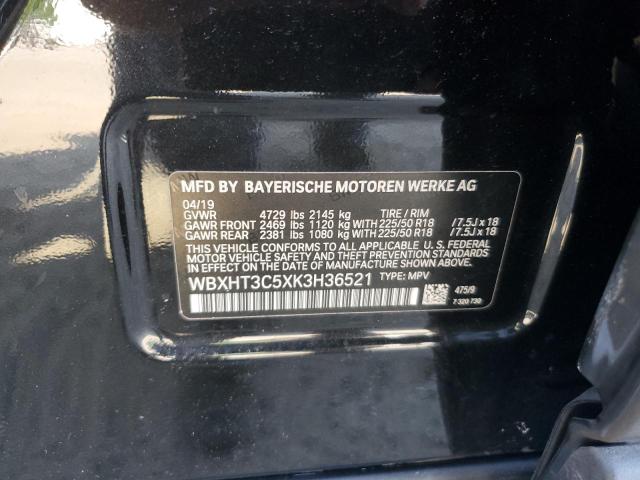 MFD BY BAYERISCHE MOTOREN WERKE AG
04/19
GVWR 4729 lbs 2145 kg TIRE / RIM
GAWR FRONT 2469 lbs 1120 kg WITH 225/50 R18 /7.5J x 18
GAWR REAR 2381 lbs 1080 kg WITH 225/50 R18 /7.5J x 18
THIS VEHICLE CONFORMS TO ALL APPLICABLE U. S. FEDERAL
MOTOR VEHICLE SAFETY, BUMPER, AND THEFT PREVENTION
STANDARDS IN EFFECT ON THE DATE OF MANUFACTURE SHOWN ABOVE.
WBXHT3C5XK3H36521 TYPE: MPV
475/9
7 320 730